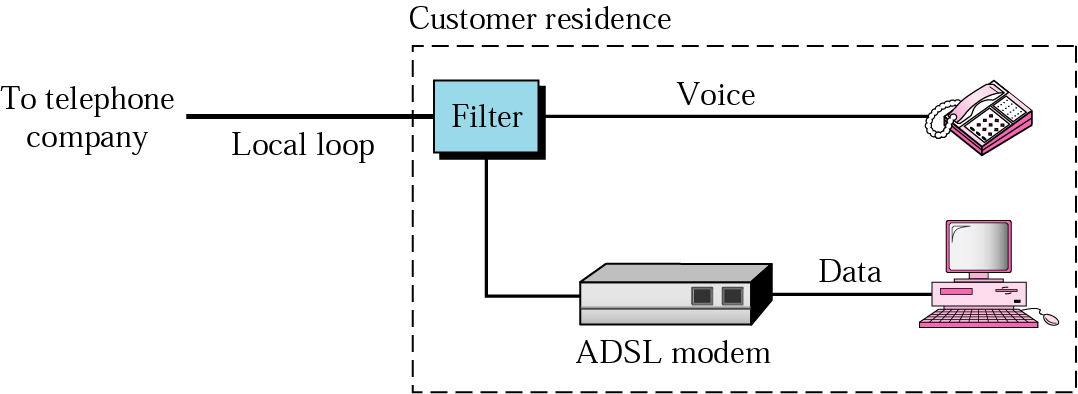 Customer residence
To telephone
company
Local loop
Filter
Voice
Data
ADSL modem